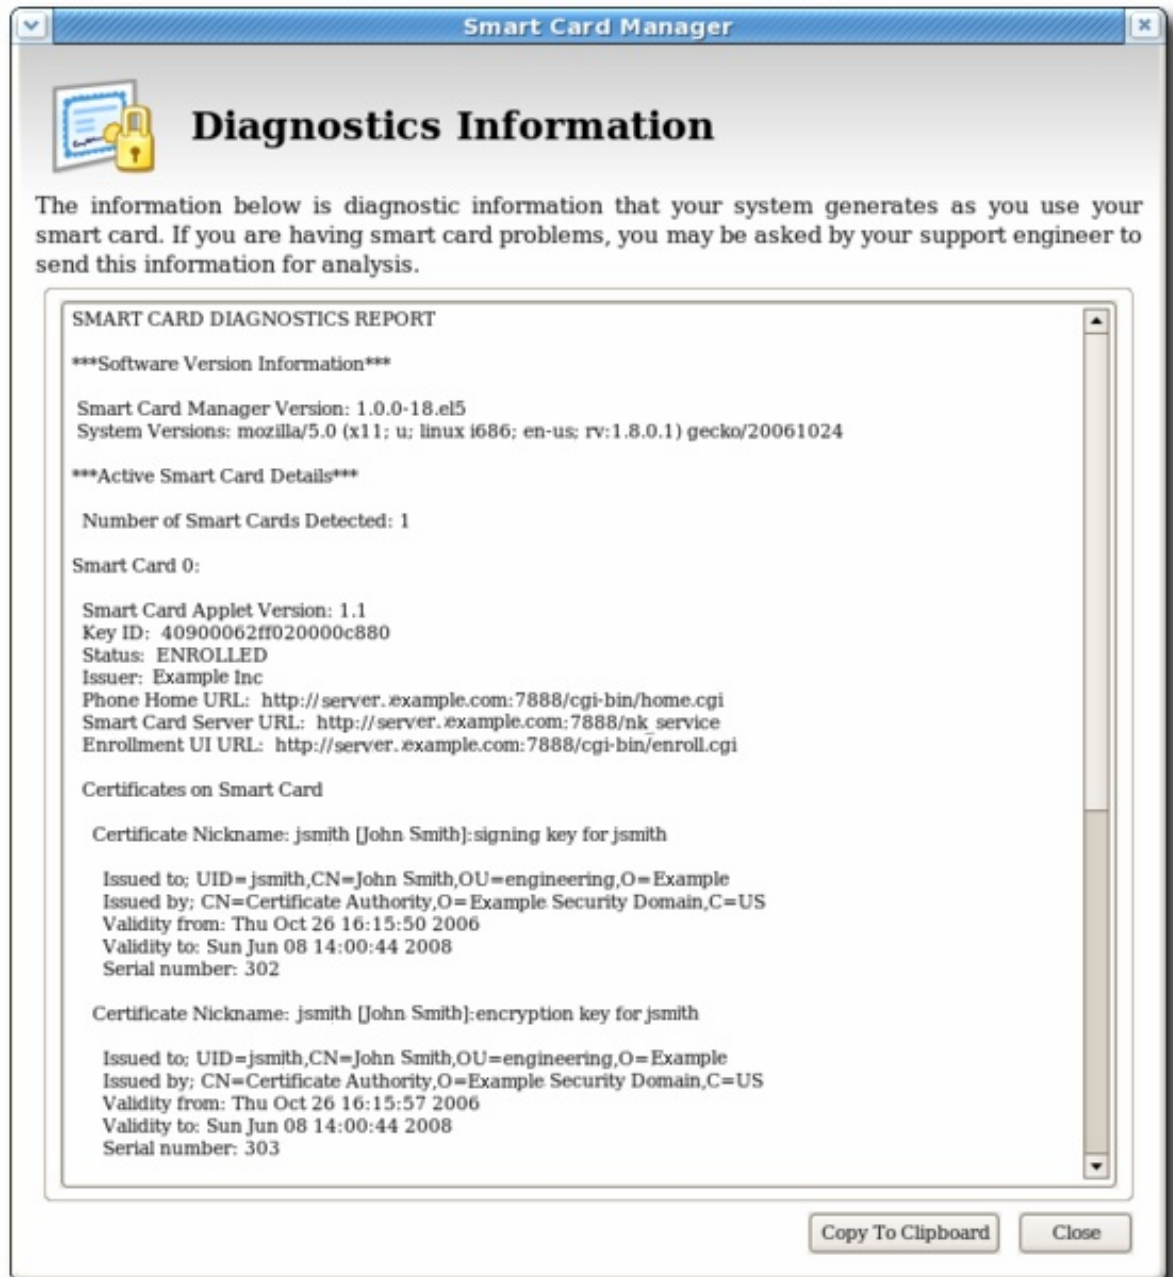 Smart Card Manager
Diagnostics Information
The information below is diagnostic information that your system generates as you use your
smart card. If you are having smart card problems, you may be asked by your support engineer to
send this information for analysis.
SMART CARD DIAGNOSTICS REPORT
***Software Version Information***
Smart Card Manager Version: 1.0.0-18.el5
System Versions: mozilla/5.0 (x11; u; linux i686; en-us; rv:1.8.0.1) gecko/20061024
***Active Smart Card Details***
Number of Smart Cards Detected: 1
Smart Card 0:
Smart Card Applet Version: 1.1
Key ID: 40900062ff020000c880
Status: ENROLLED
Issuer: Example Inc
Phone Home URL: http://server.example.com:7888/cgi-bin/home.cgi
Smart Card Server URL: http://server.example.com:7888/nk_service
Enrollment UI URL: http://server.example.com:7888/cgi-bin/enroll.cgi
Certificates on Smart Card
Certificate Nickname: jsmith [John Smith]:signing key for jsmith
Issued to; UID=jsmith,CN=John Smith,OU=engineering,O=Example
Issued by; CN=Certificate Authority,O=Example Security Domain,C=US
Validity from: Thu Oct 26 16:15:50 2006
Validity to: Sun Jun 08 14:00:44 2008
Serial number: 302
Certificate Nickname: jsmith [John Smith]:encryption key for jsmith
Issued to; UID=jsmith,CN=John Smith,OU=engineering,O=Example
Issued by; CN=Certificate Authority,O=Example Security Domain,C=US
Validity from: Thu Oct 26 16:15:57 2006
Validity to: Sun Jun 08 14:00:44 2008
Serial number: 303
Copy To Clipboard
Close